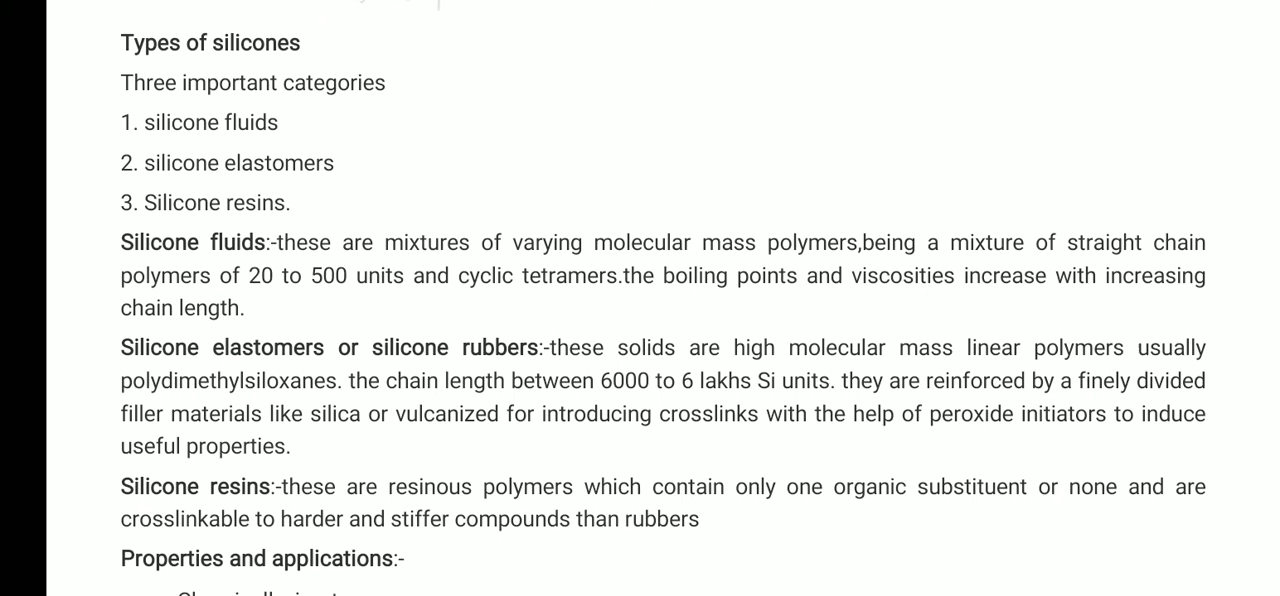 Types of silicones
Three important categories
1. silicone fluids
2. silicone elastomers
3. Silicone resins.
Silicone fluids:-these are mixtures of varying molecular mass polymers,being a mixture of straight chain
polymers of 20 to 500 units and cyclic tetramers.the boiling points and viscosities increase with increasing
chain length.
Silicone elastomers or silicone rubbers:-these solids are high molecular mass linear polymers usually
polydimethylsiloxanes. the chain length between 6000 to 6 lakhs Si units. they are reinforced by a finely divided
filler materials like silica or vulcanized for introducing crosslinks with the help of peroxide initiators to induce
useful properties.
Silicone resins:-these are resinous polymers which contain only one organic substituent or none and are
crosslinkable to harder and stiffer compounds than rubbers
Properties and applications:-